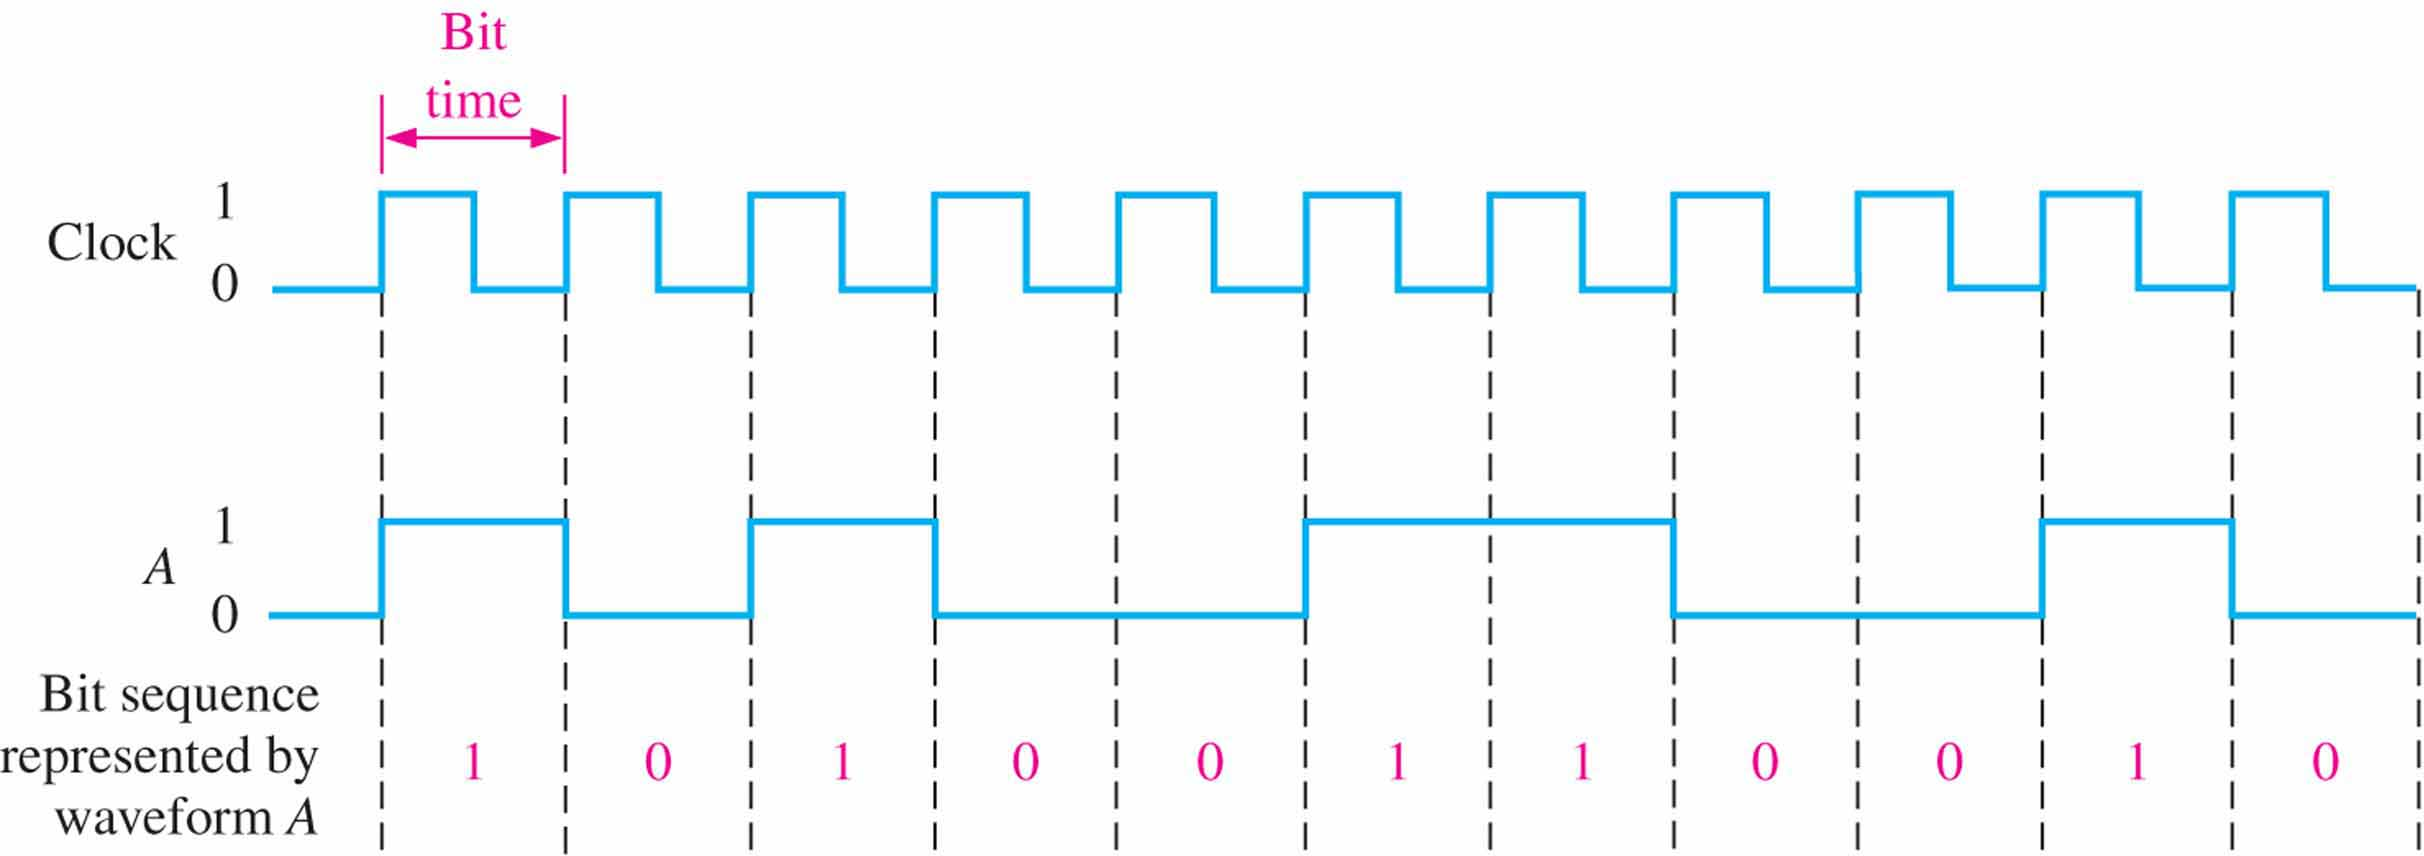 Bit
time
1
Clock
0
1
A
0
Bit sequence
represented by
waveform A
1 0 1 0 0 1 1 0 0 1 0